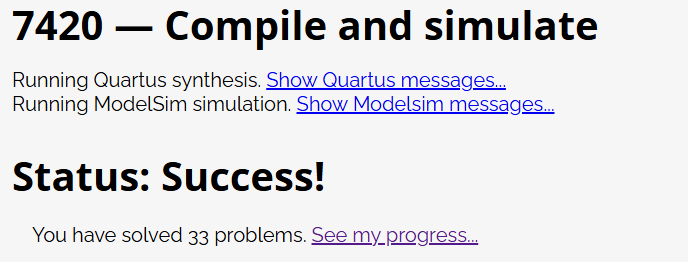 7420 — Compile and simulate
Running Quartus synthesis. Show Quartus messages...
Running ModelSim simulation. Show Modelsim messages...
Status: Success!
You have solved 33 problems. See my progress...